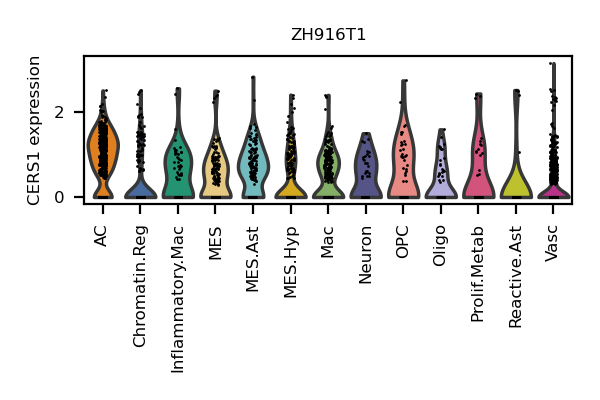 ZH916T1
CERS1 expression
2
0
AC
Chromatin.Reg
Inflammatory.Mac
MES
MES.Ast
MES.Hyp
Mac
Neuron
OPC
Oligo
Prolif.Metab
Reactive.Ast
Vasc